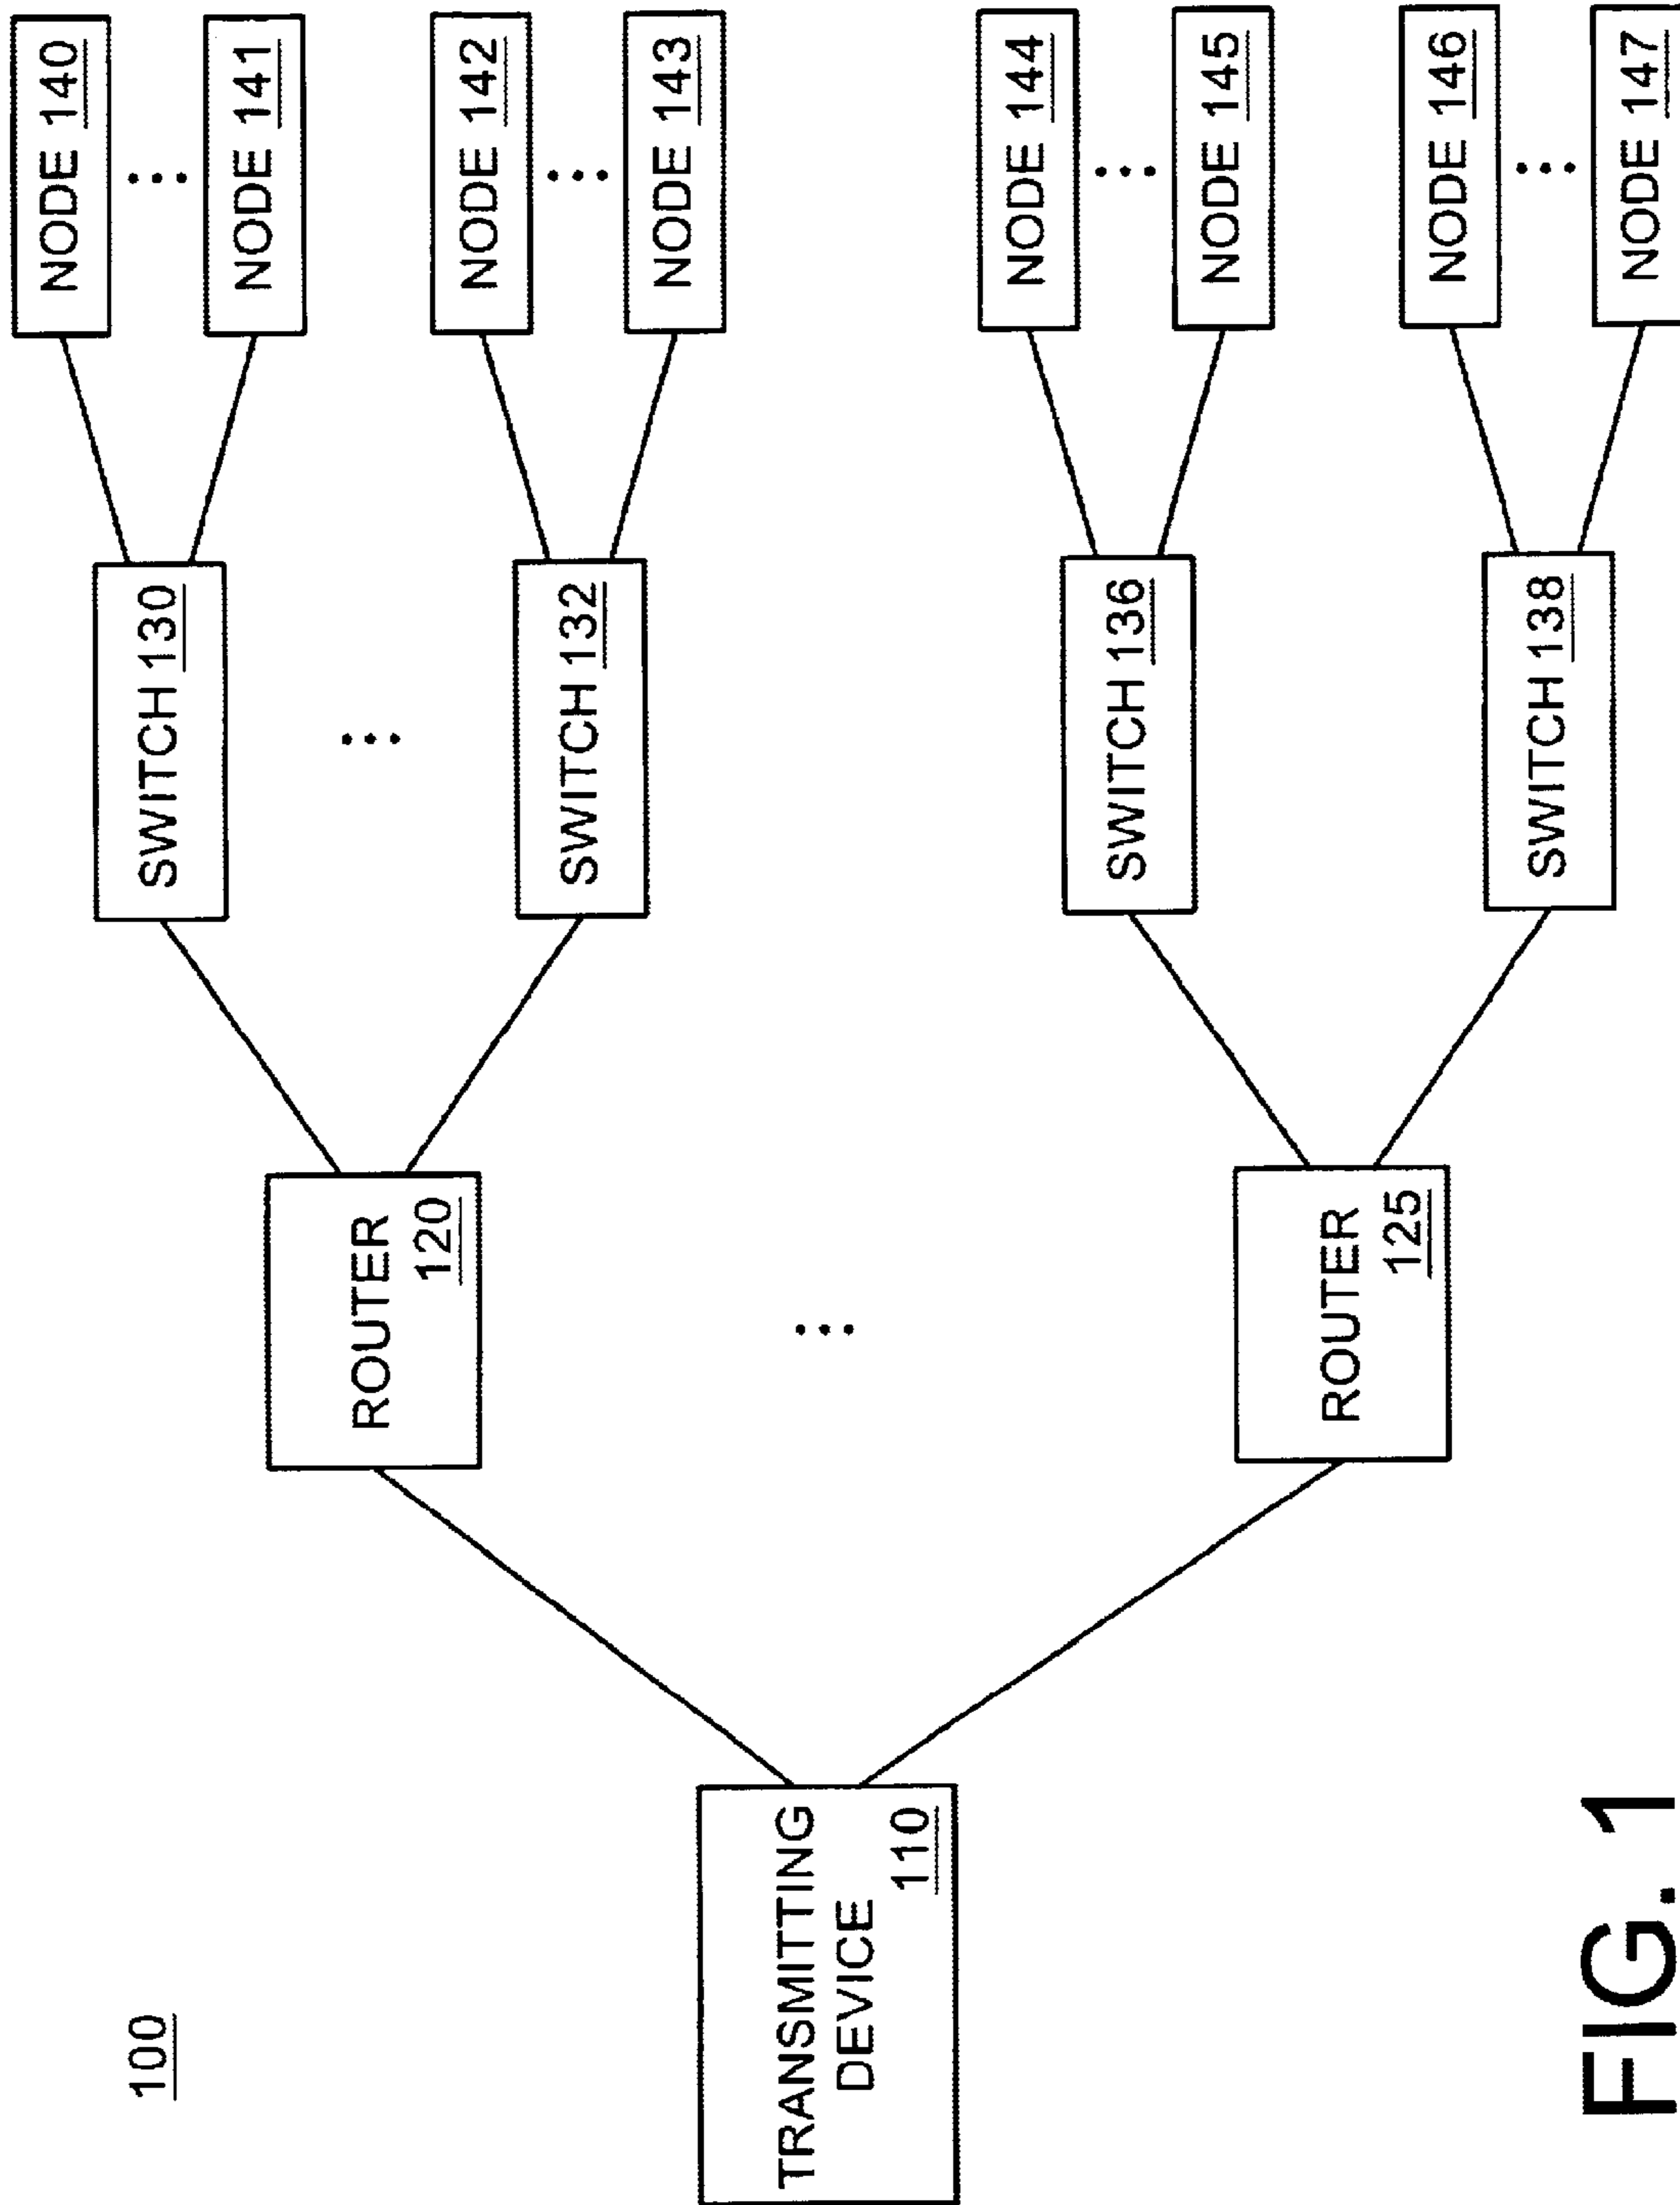 100
TRANSMITTING
DEVICE
110
ROUTER
120
ROUTER
125
SWITCH 130
SWITCH 132
SWITCH 136
SWITCH 138
NODE 140
NODE 141
NODE 142
NODE 143
NODE 144
NODE 145
NODE 146
NODE 147
FIG. 1